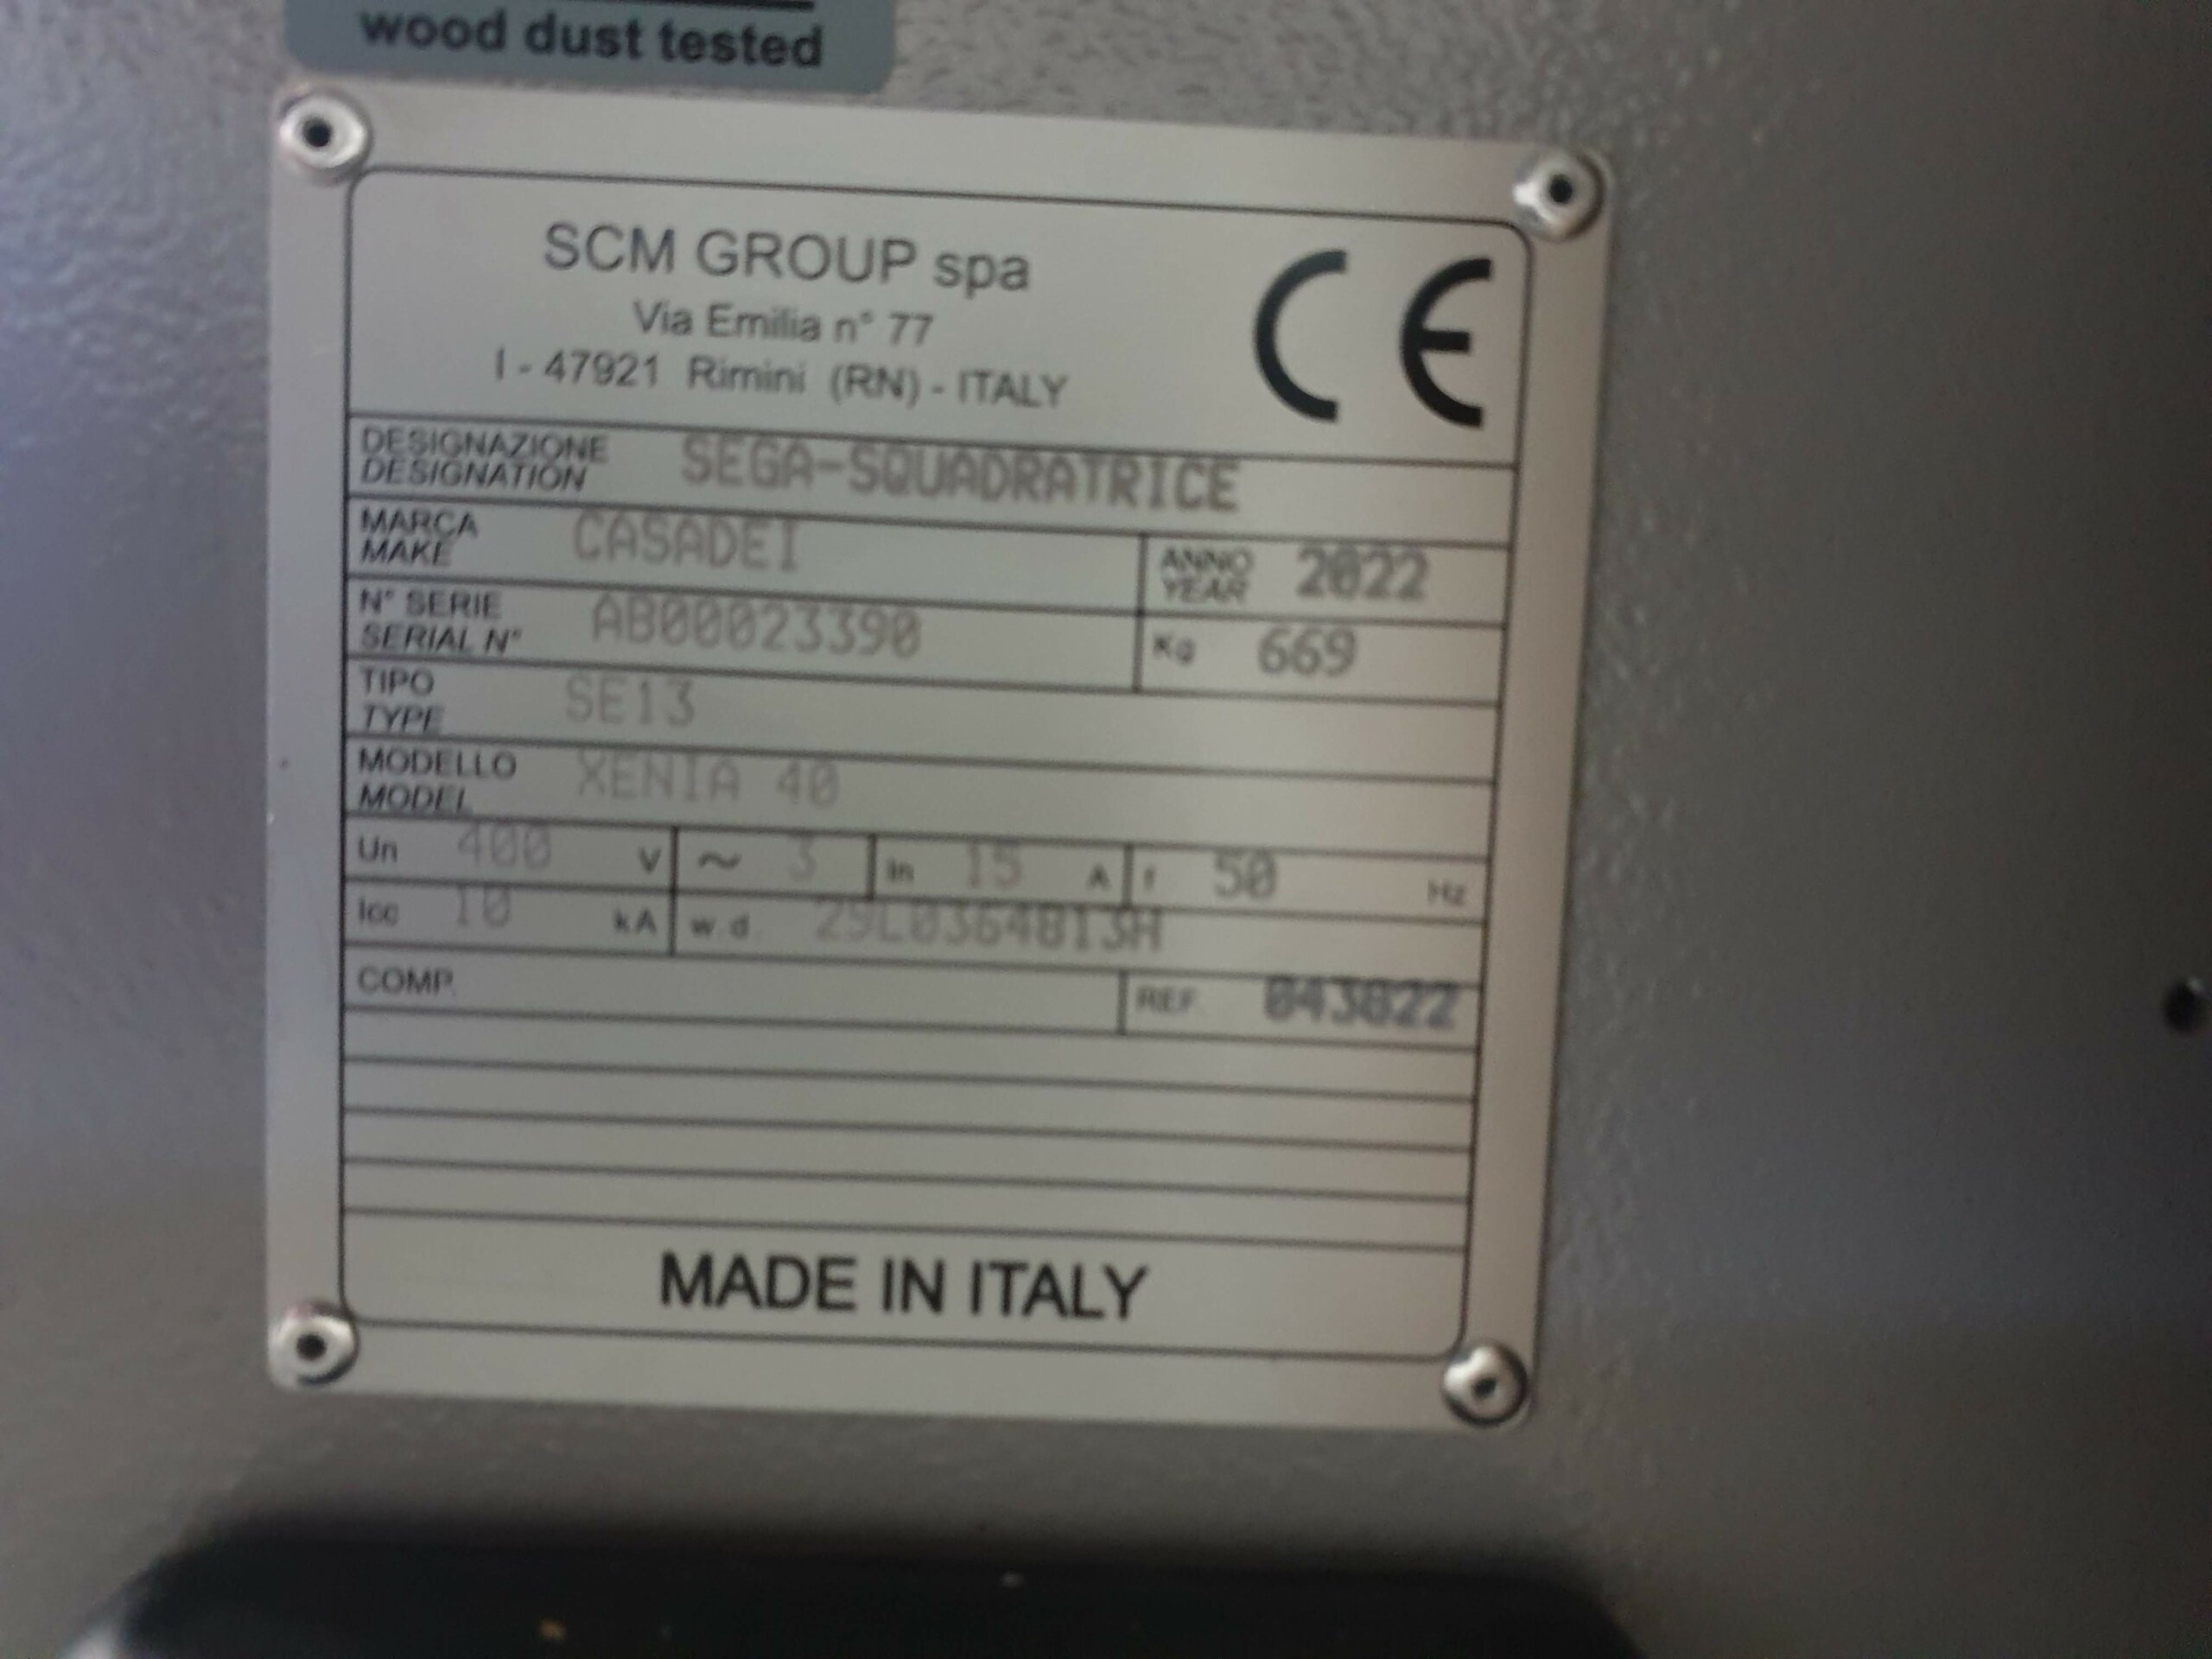 wood dust tested
SCM GROUP spa
Via Emilia n° 77
I - 47921 Rimini (RN) - ITALY
CE
DESIGNAZIONE
DESIGNATION SEGA-SQUADRATRICE
MARCA
MAKE CASADEI
ANNO
YEAR 2022
N° SERIE
SERIAL N° AB00023390
Kg 669
TIPO
TYPE SE13
MODELLO
MODEL XENIA 40
Un 400 V ~ 3 In 15 A f 50 Hz
Icc 10 kA w d
COMP. REF.
MADE IN ITALY